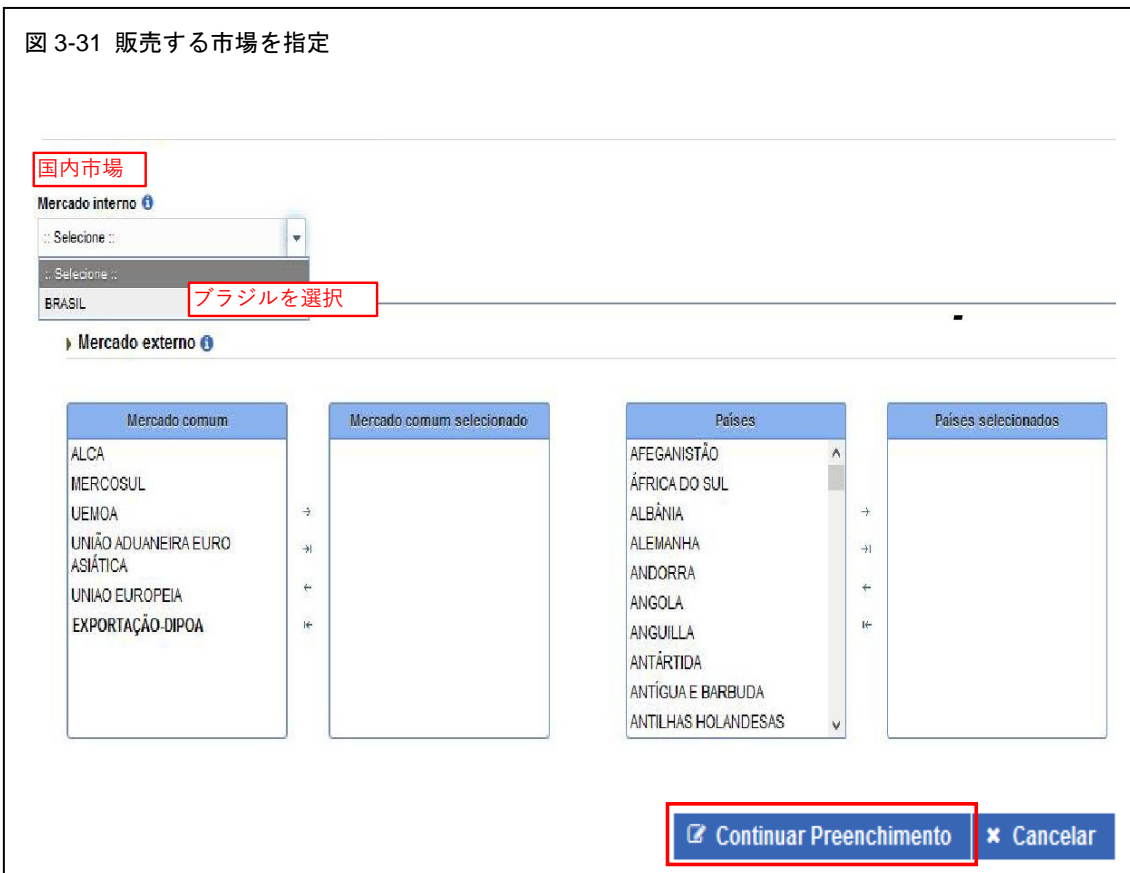 図 3-31 販売する市場を指定
国内市場
Mercado interno
:: Selecione ::
:: Selecione ::
BRASIL
ブラジルを選択
Mercado externo
Mercado comum
ALCA
MERCOSUL
UEMOA
UNIÃO ADUANEIRA EURO
ASIÁTICA
UNIAO EUROPEIA
EXPORTAÇÃO-DIPOA
Mercado comum selecionado
Países
AFEGANISTÃO
ÁFRICA DO SUL
ALBÂNIA
ALEMANHA
ANDORRA
ANGOLA
ANGUILLA
ANTÁRTIDA
ANTÍGUA E BARBUDA
ANTILHAS HOLANDESAS
Países selecionados
Continuar Preenchimento
Cancelar